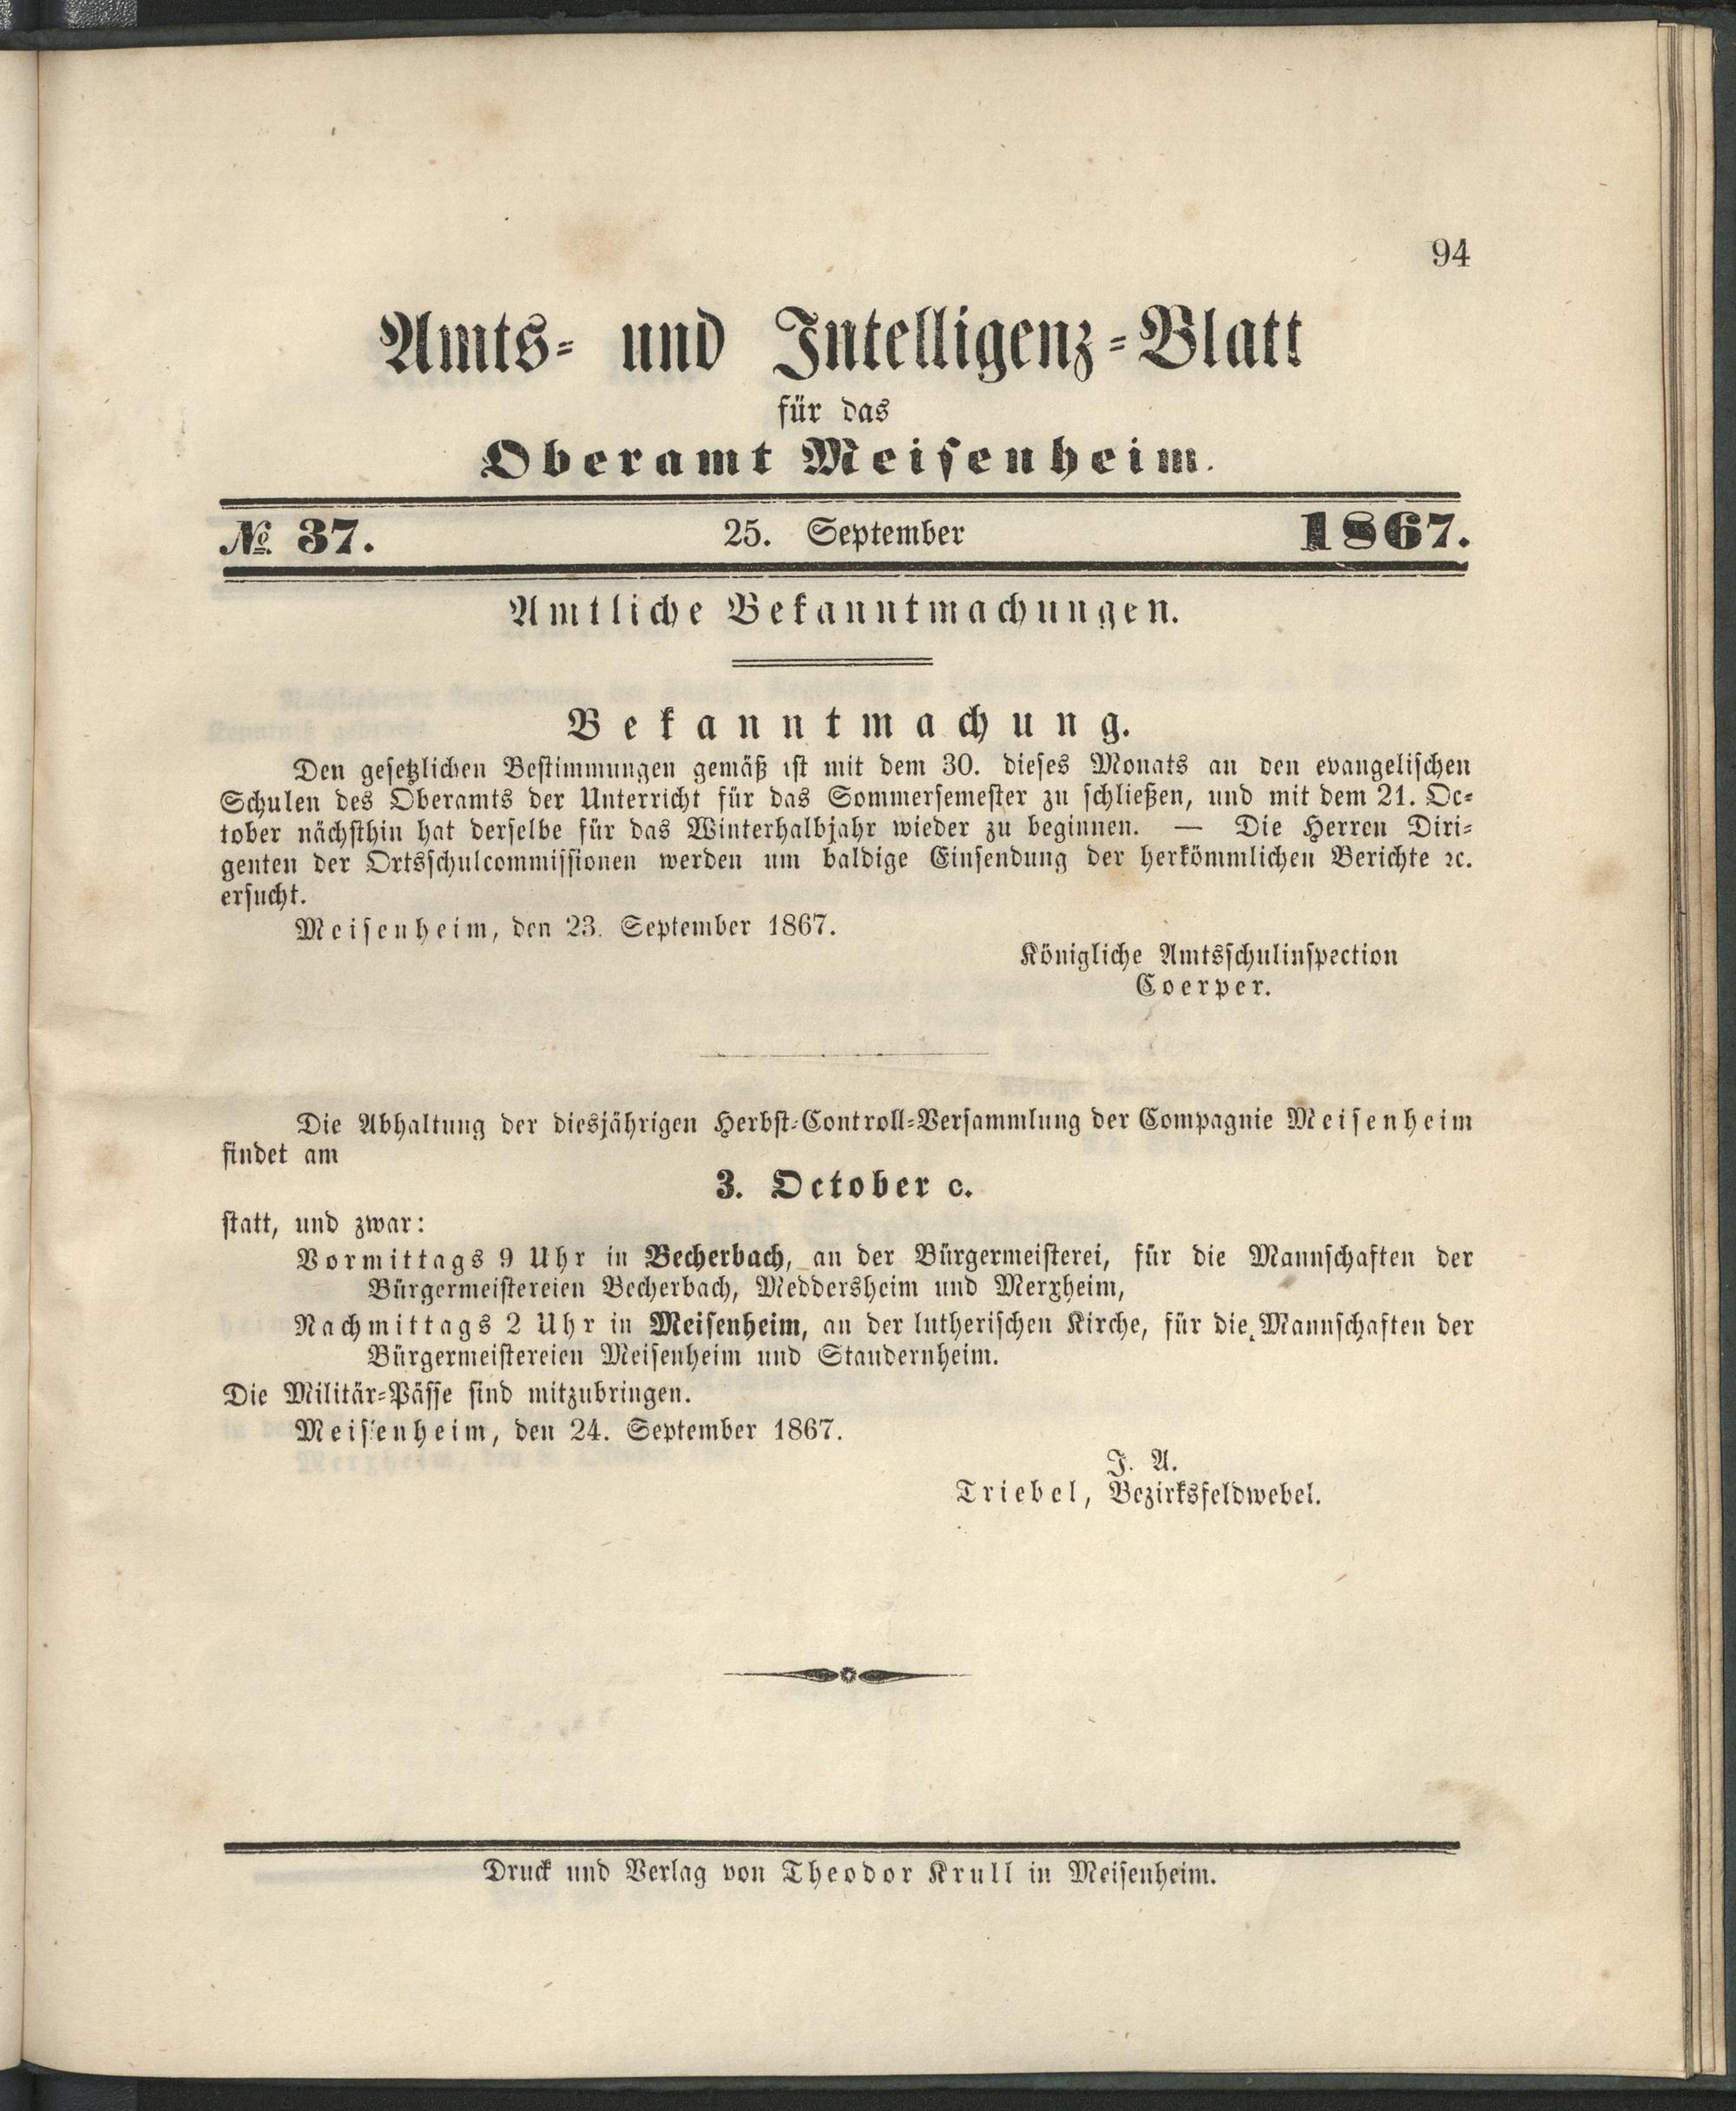 94
Amts- und Intelligenz-Blatt
für das
Oberamt Meisenheim.
№ 37. 25. September 1867.
Amtliche Bekanntmachungen.
Bekanntmachung.
Den gesetzlichen Bestimmungen gemäß ist mit dem 30. dieses Monats an den evangelischen
Schulen des Oberamts der Unterricht für das Sommersemester zu schließen, und mit dem 21. Oc-
tober nächsthin hat derselbe für das Winterhalbjahr wieder zu beginnen. — Die Herren Diri-
genten der Ortsschulcommissionen werden um baldige Einsendung der herkömmlichen Berichte ꝛc.
ersucht.
Meisenheim, den 23. September 1867.
Königliche Amtsschulinspection
Coerper.
Die Abhaltung der diesjährigen Herbst-Controll-Versammlung der Compagnie Meisenheim
findet am
3. October c.
statt, und zwar:
Vormittags 9 Uhr in Becherbach, an der Bürgermeisterei, für die Mannschaften der
Bürgermeistereien Becherbach, Meddersheim und Merxheim,
Nachmittags 2 Uhr in Meisenheim, an der lutherischen Kirche, für die Mannschaften der
Bürgermeistereien Meisenheim und Staudernheim.
Die Militär-Pässe sind mitzubringen.
Meisenheim, den 24. September 1867.
J. A.
Triebel, Bezirksfeldwebel.
Druck und Verlag von Theodor Krull in Meisenheim.